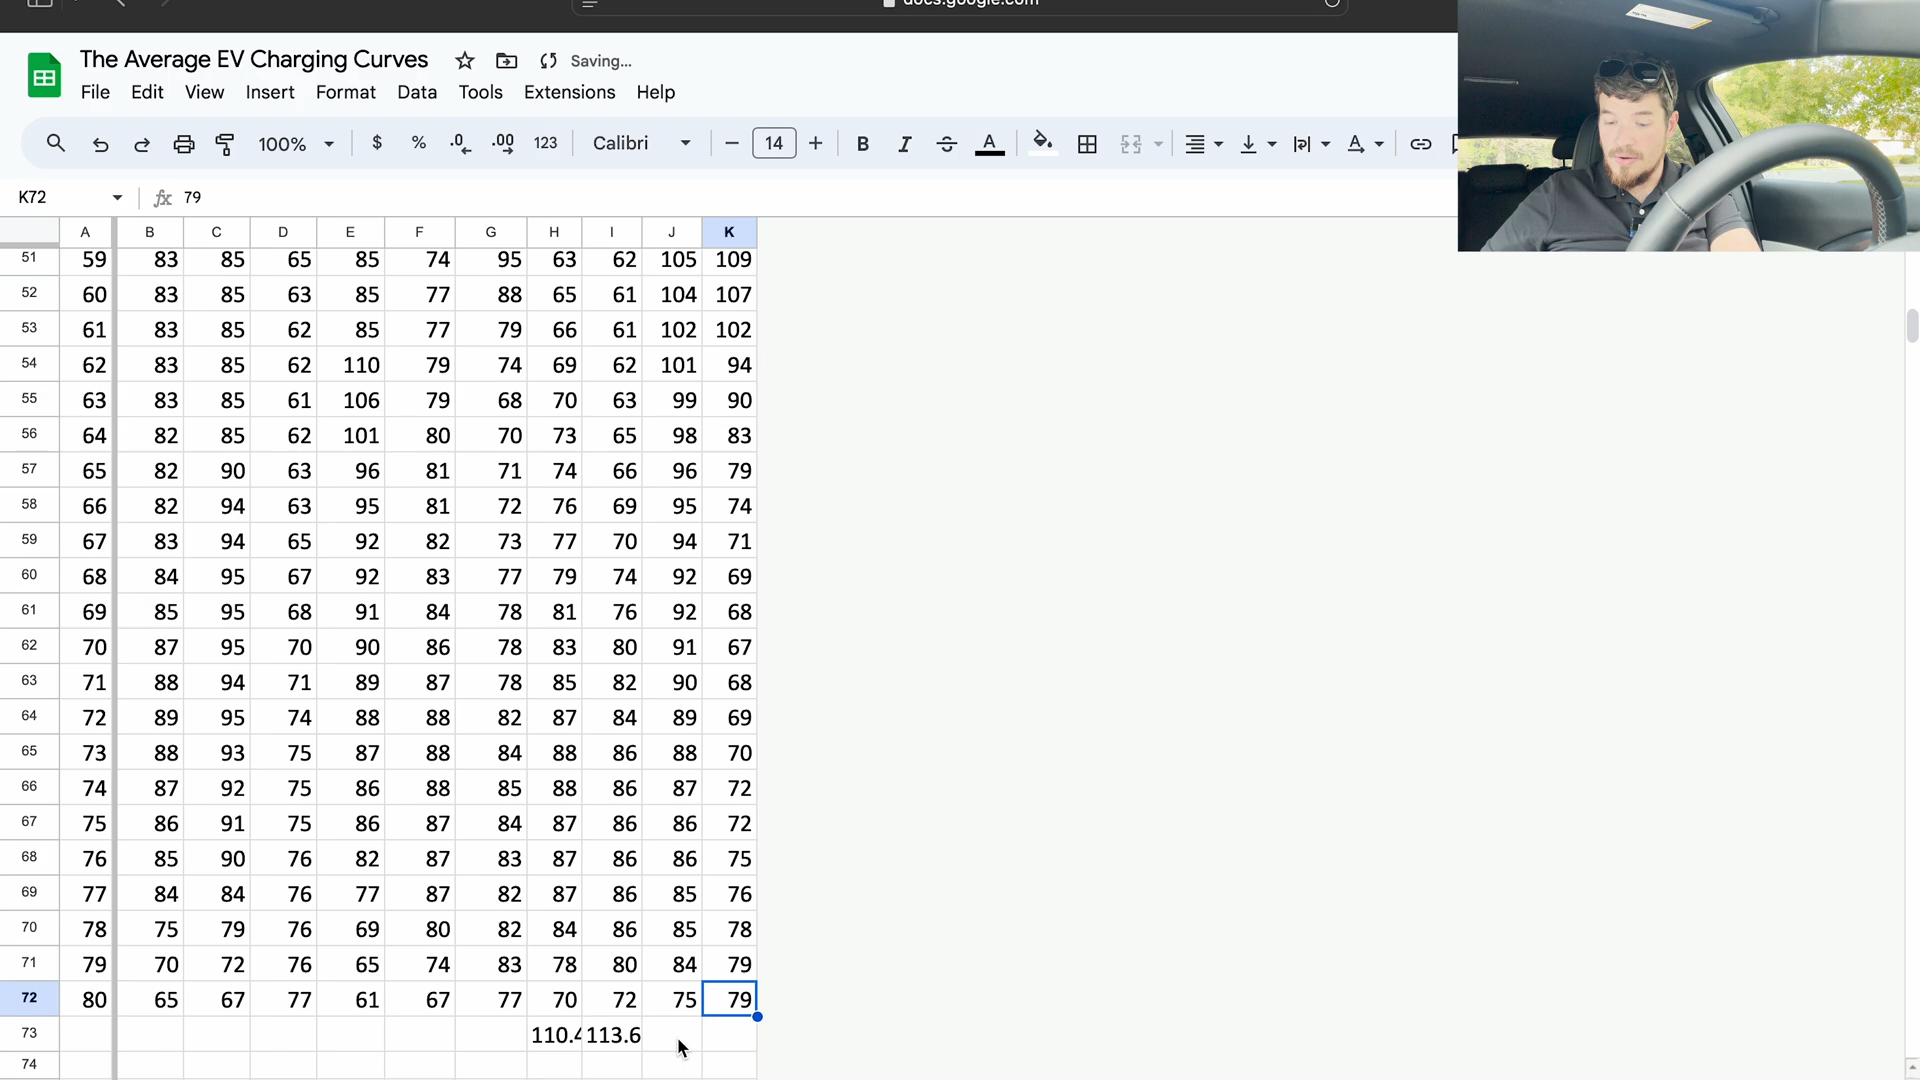 docs.google.com
The Average EV Charging Curves Saving...
File Edit View Insert Format Data Tools Extensions Help
100% $ % .0 .00 123 Calibri 14 B I S A A
K72 fx 79
A B C D E F G H I J K
51 59 83 85 65 85 74 95 63 62 105 109
52 60 83 85 63 85 77 88 65 61 104 107
53 61 83 85 62 85 77 79 66 61 102 102
54 62 83 85 62 110 79 74 69 62 101 94
55 63 83 85 61 106 79 68 70 63 99 90
56 64 82 85 62 101 80 70 73 65 98 83
57 65 82 90 63 96 81 71 74 66 96 79
58 66 82 94 63 95 81 72 76 69 95 74
59 67 83 94 65 92 82 73 77 70 94 71
60 68 84 95 67 92 83 77 79 74 92 69
61 69 85 95 68 91 84 78 81 76 92 68
62 70 87 95 70 90 86 78 83 80 91 67
63 71 88 94 71 89 87 78 85 82 90 68
64 72 89 95 74 88 88 82 87 84 89 69
65 73 88 93 75 87 88 84 88 86 88 70
66 74 87 92 75 86 88 85 88 86 87 72
67 75 86 91 75 86 87 84 87 86 86 72
68 76 85 90 76 82 87 83 87 86 86 75
69 77 84 84 76 77 87 82 87 86 85 76
70 78 75 79 76 69 80 82 84 86 85 78
71 79 70 72 76 65 74 83 78 80 84 79
72 80 65 67 77 61 67 77 70 72 75 79
73 110.4 113.6
74